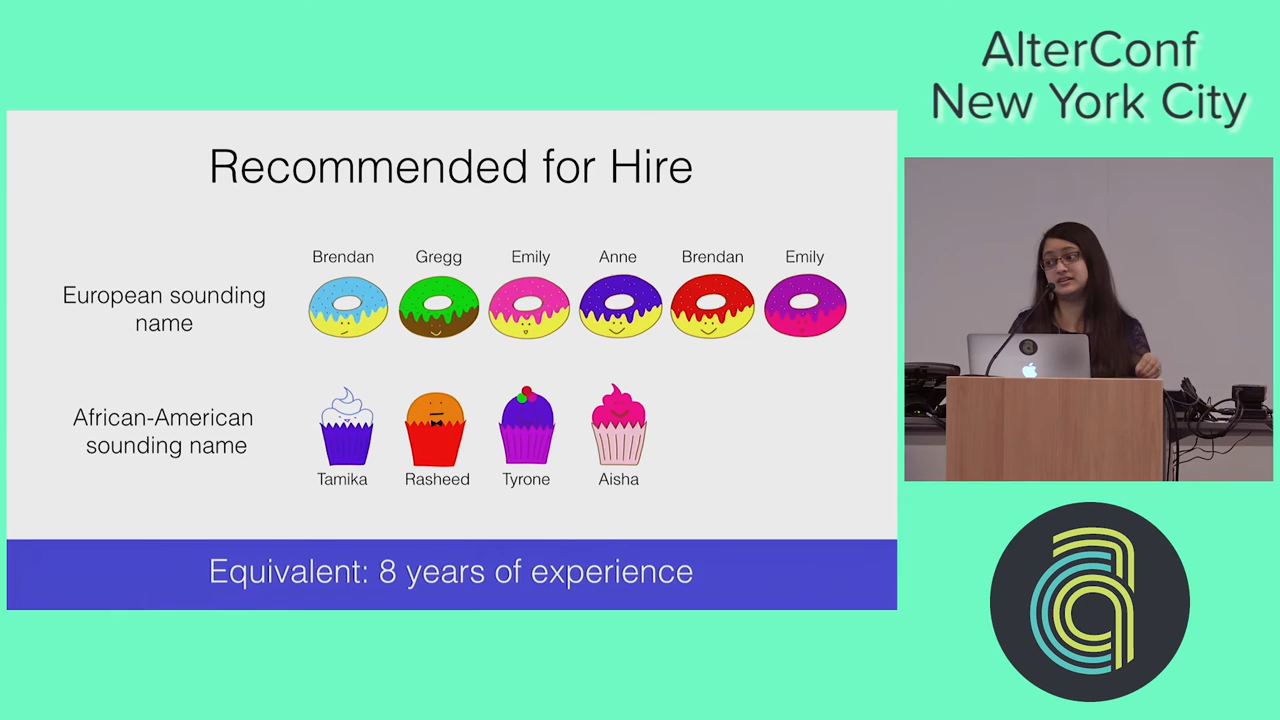 AlterConf
New York City
Recommended for Hire
Brendan Gregg Emily Anne Brendan Emily
European sounding
name
African-American
sounding name
Tamika Rasheed Tyrone Aisha
Equivalent: 8 years of experience